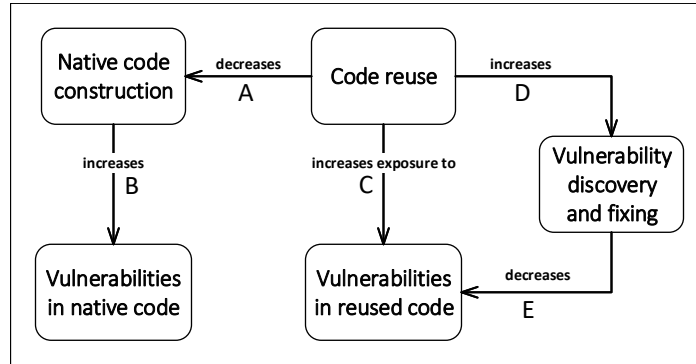 Native code
construction
decreases
A
Code reuse
increases
D
increases
B
increases exposure to
C
Vulnerability
discovery
and fixing
Vulnerabilities
in native code
Vulnerabilities
in reused code
decreases
E